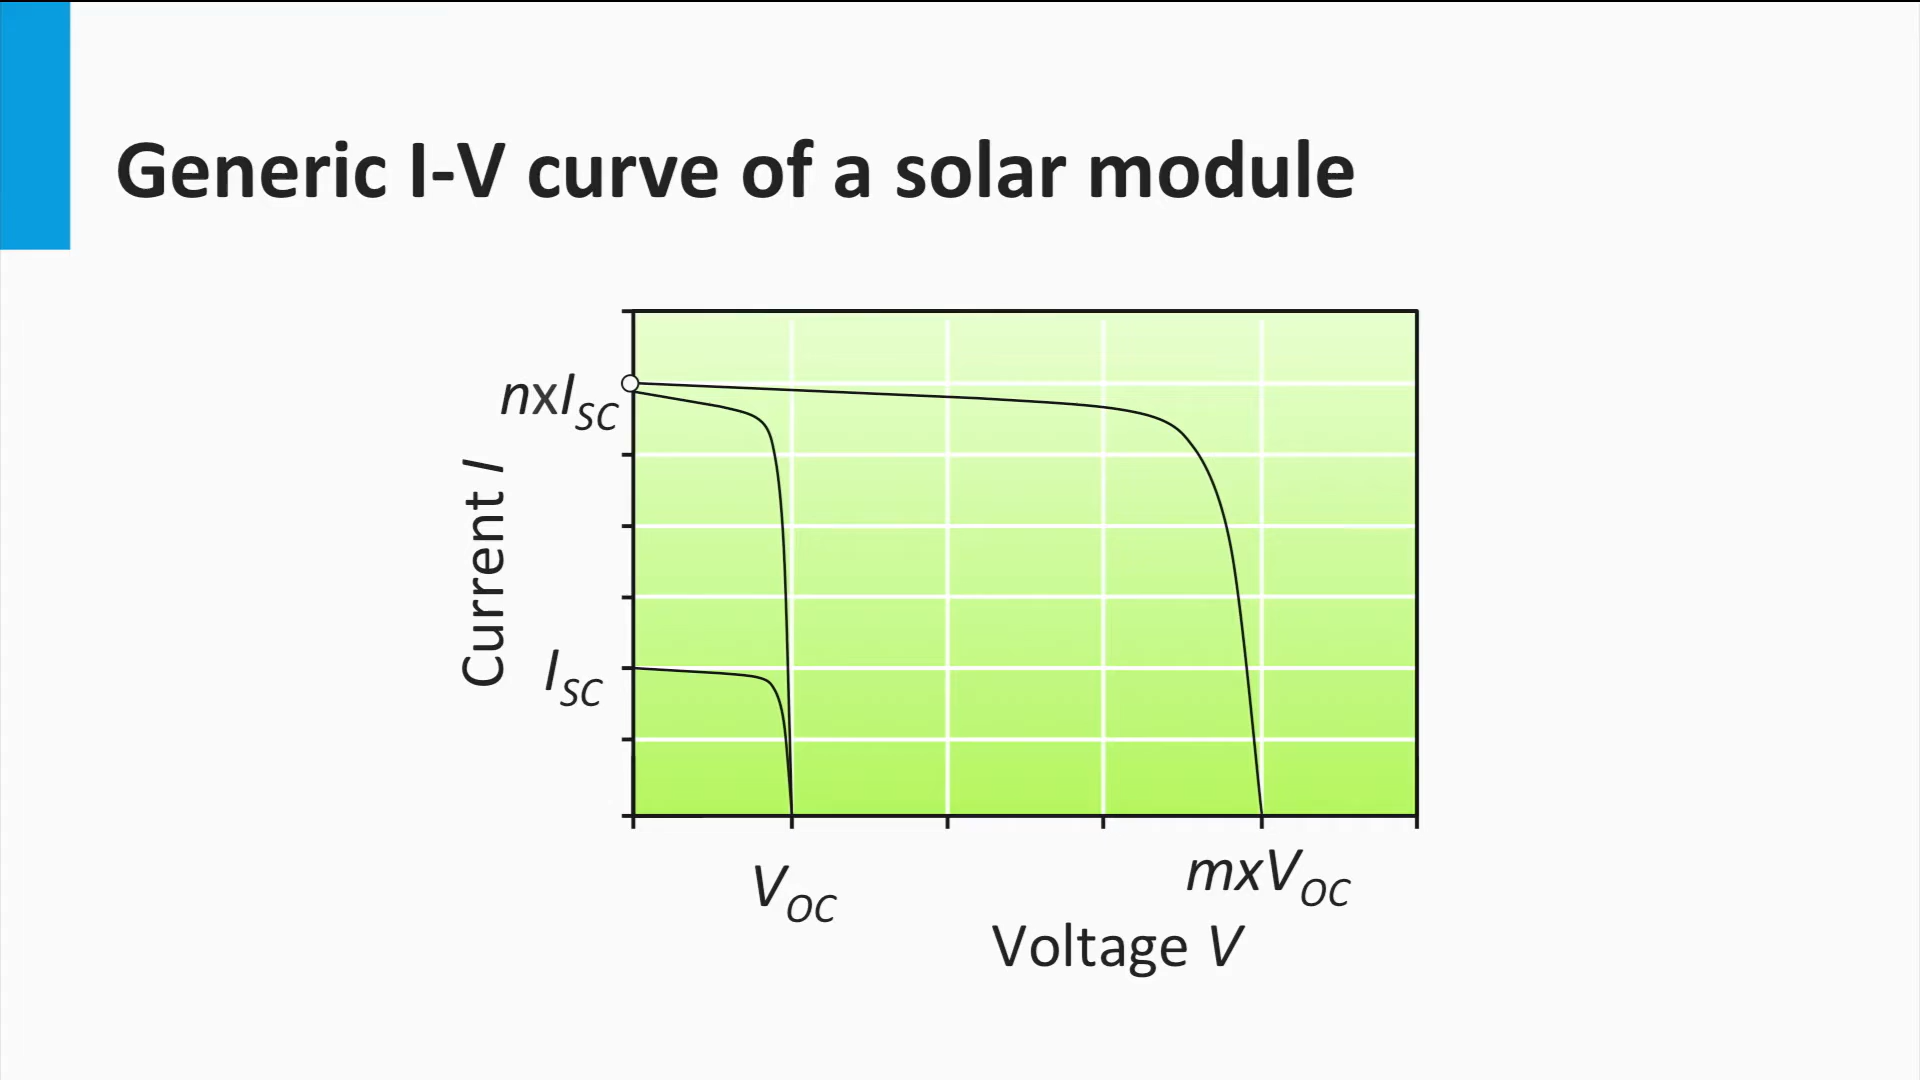 Generic I-V curve of a solar module
nxI_SC
Current I
I_SC
V_OC
mxV_OC
Voltage V